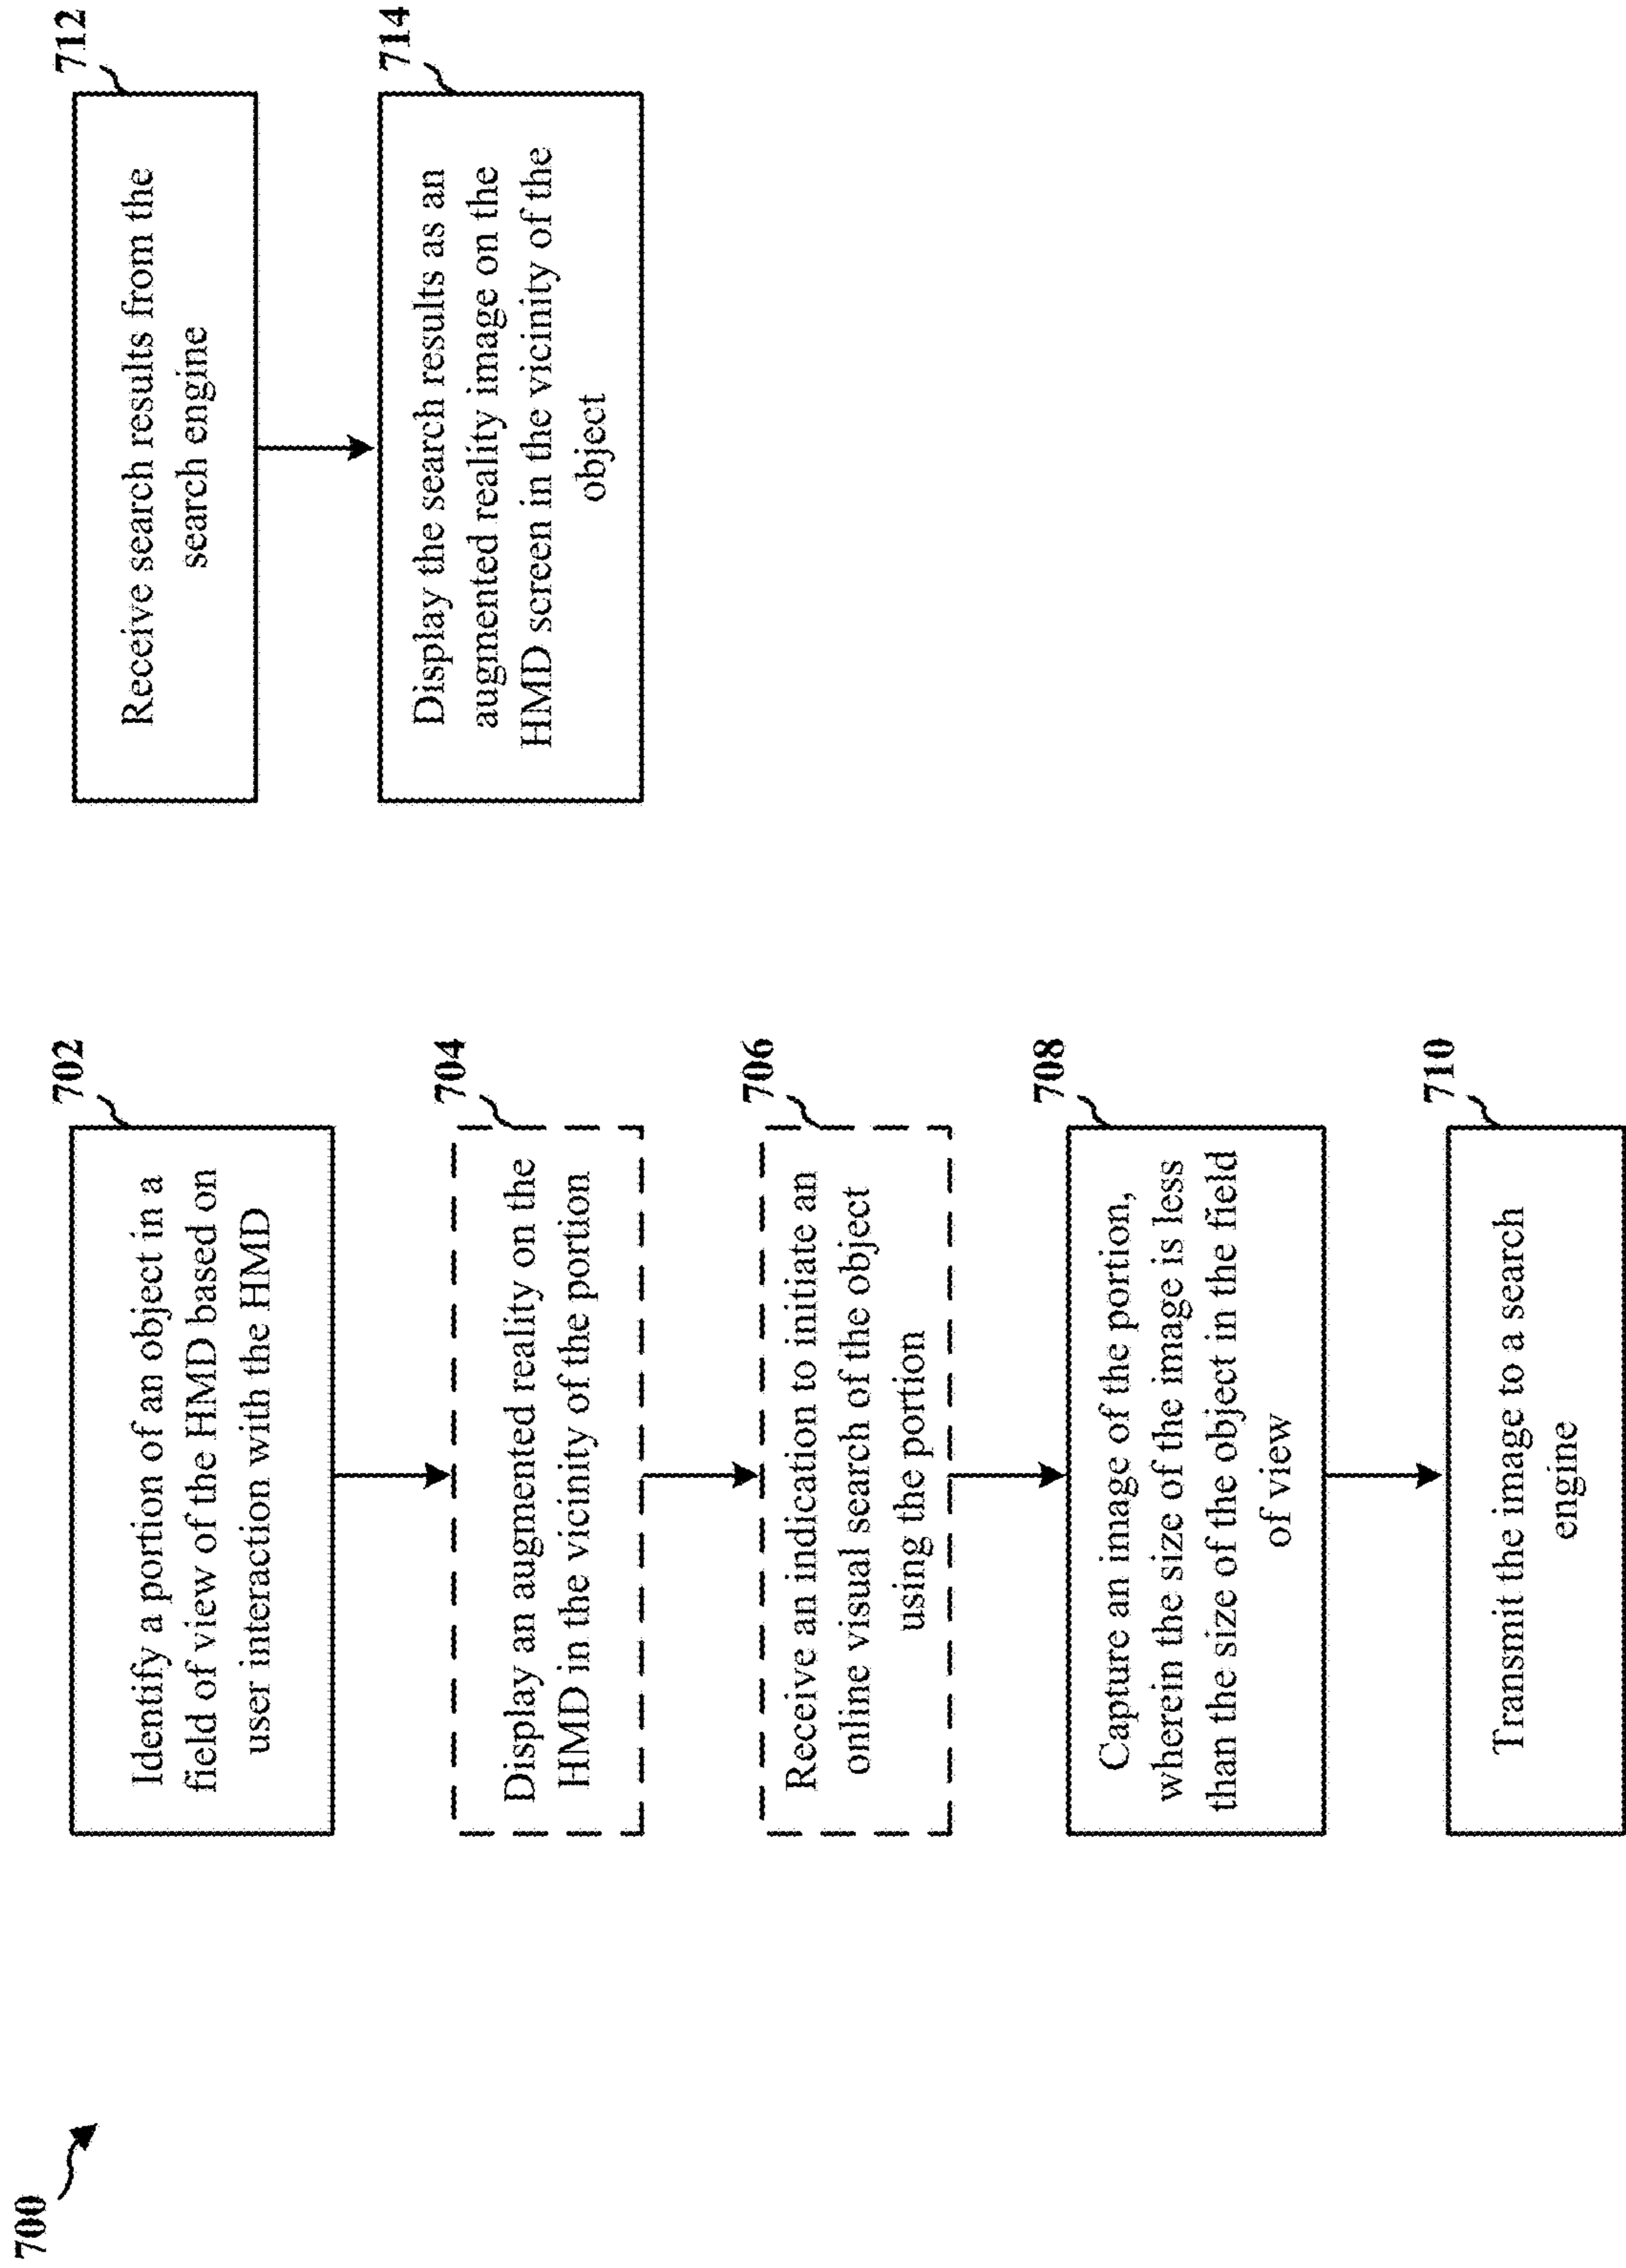 700
702
Identify a portion of an object in a
field of view of the HMD based on
user interaction with the HMD
704
Display an augmented reality on the
HMD in the vicinity of the portion
706
Receive an indication to initiate an
online visual search of the object
using the portion
708
Capture an image of the portion,
wherein the size of the image is less
than the size of the object in the field
of view
710
Transmit the image to a search
engine
712
Receive search results from the
search engine
714
Display the search results as an
augmented reality image on the
HMD screen in the vicinity of the
object